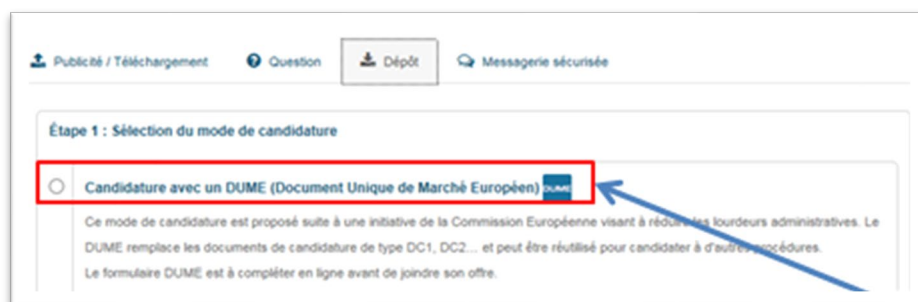 Publicité / Téléchargement Question Dépôt Messagerie sécurisée
Étape 1 : Sélection du mode de candidature
Candidature avec un DUME (Document Unique de Marché Européen) DUME
Ce mode de candidature est proposé suite à une initiative de la Commission Européenne visant à réduire les lourdeurs administratives. Le
DUME remplace les documents de candidature de type DC1, DC2... et peut être réutilisé pour candidater à d'autres procédures.
Le formulaire DUME est à compléter en ligne avant de joindre son offre.